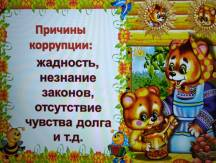 Причины
коррупции:
жадность,
незнание
законов,
отсутствие
чувства долга
и т.д.